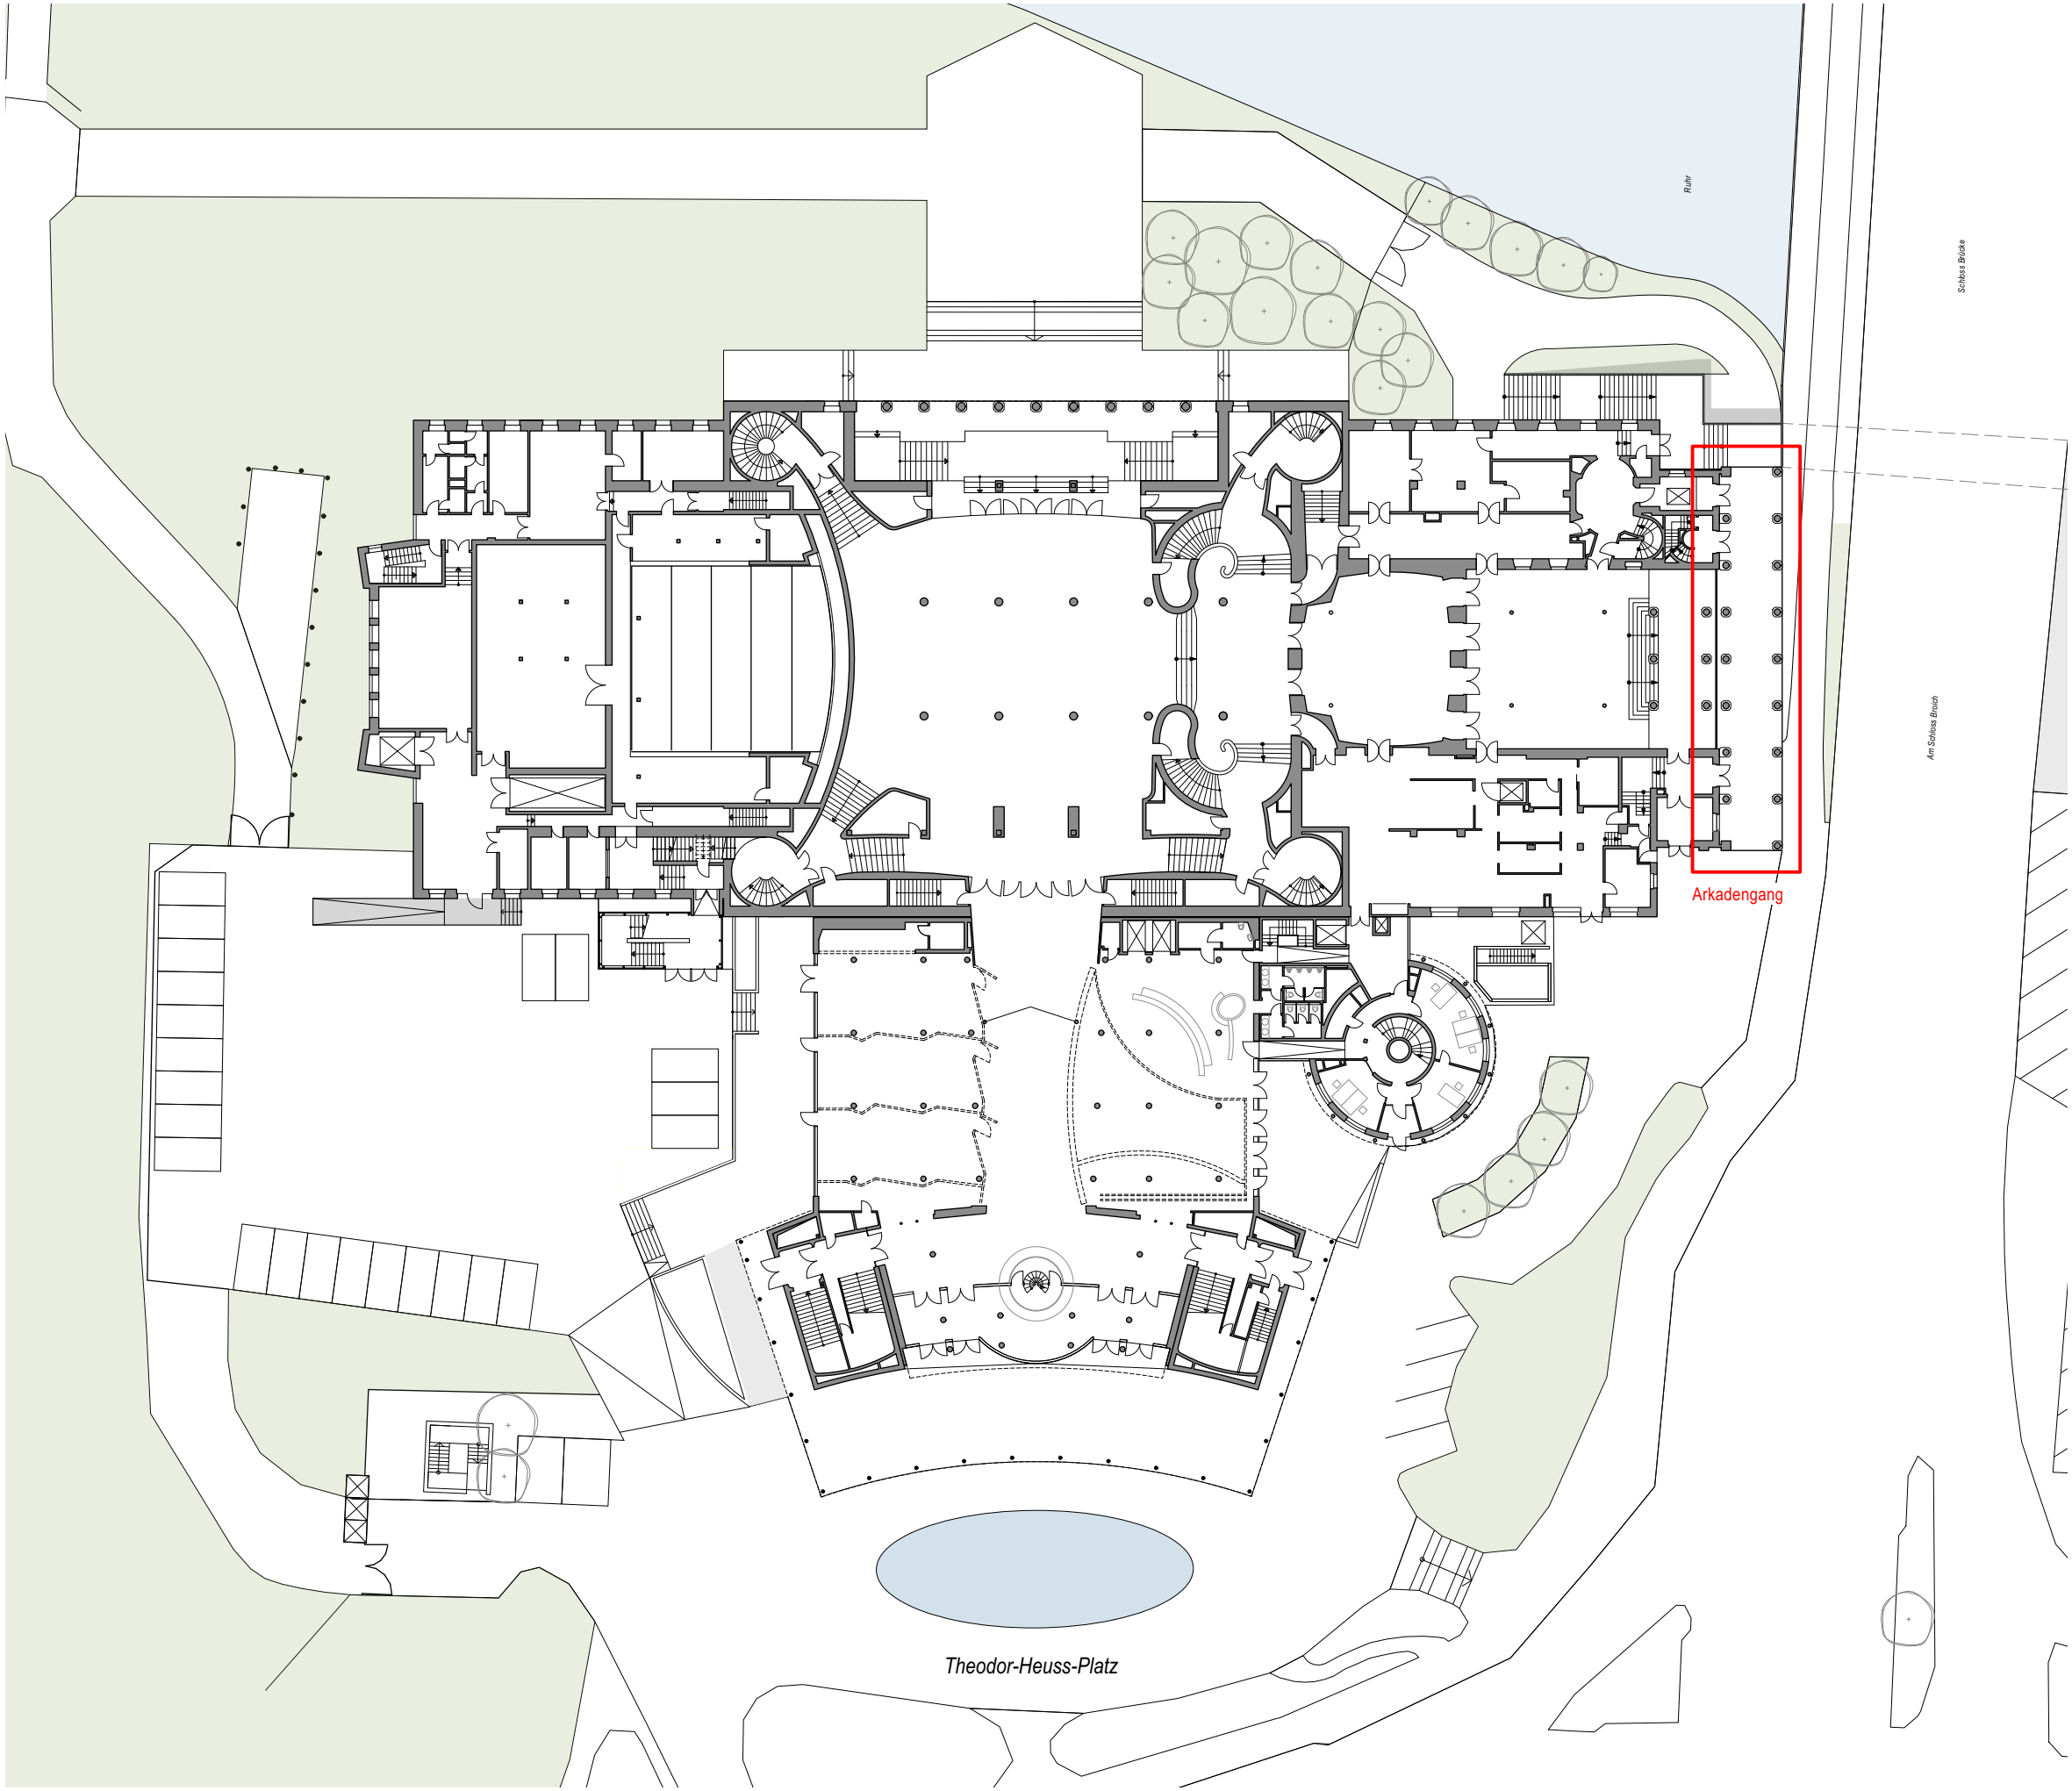 Ruhr
Schloss Brücke
Am Schloss Broich
Arkadengang
Theodor-Heuss-Platz